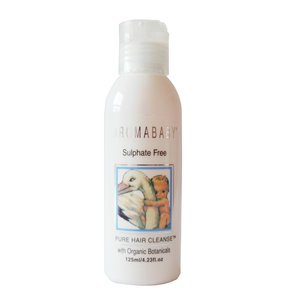 AROMABABY®
Sulphate Free
PURE HAIR CLEANSE™
with Organic Botanicals
125ml/4.23fl.oz